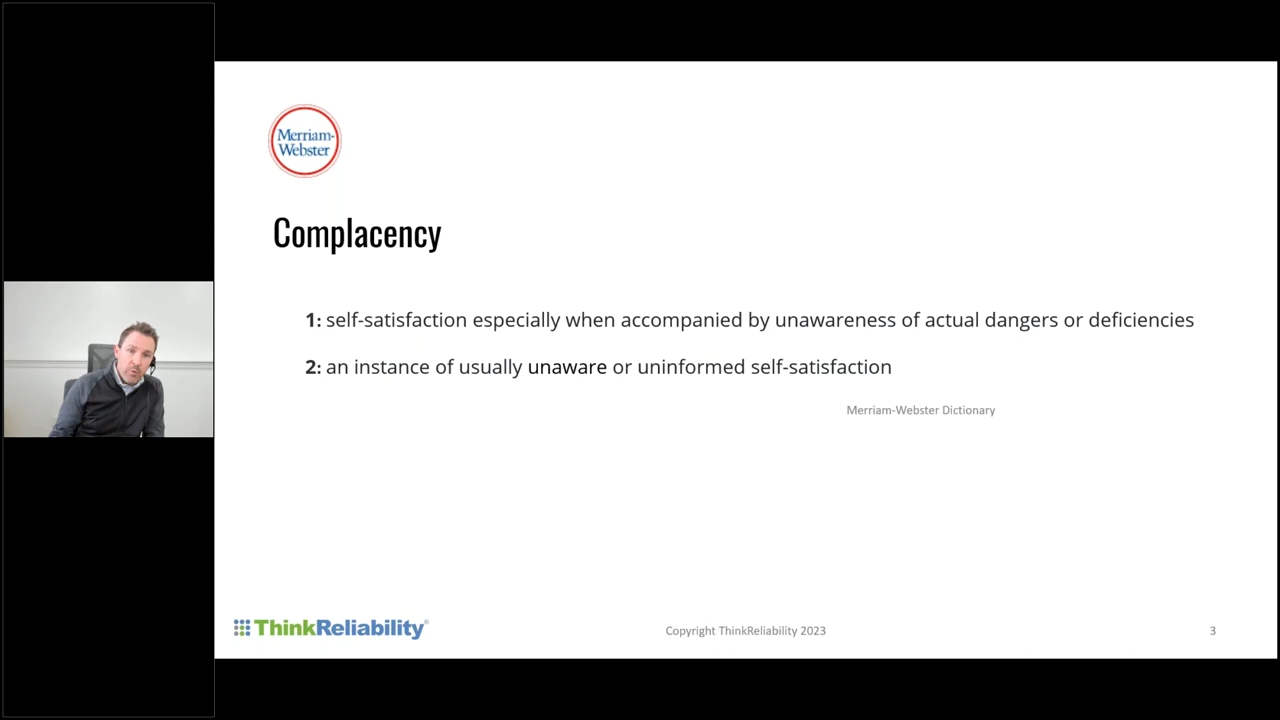 Merriam-
Webster
Complacency
1: self-satisfaction especially when accompanied by unawareness of actual dangers or deficiencies
2: an instance of usually unaware or uninformed self-satisfaction
Merriam-Webster Dictionary
ThinkReliability®
Copyright ThinkReliability 2023
3